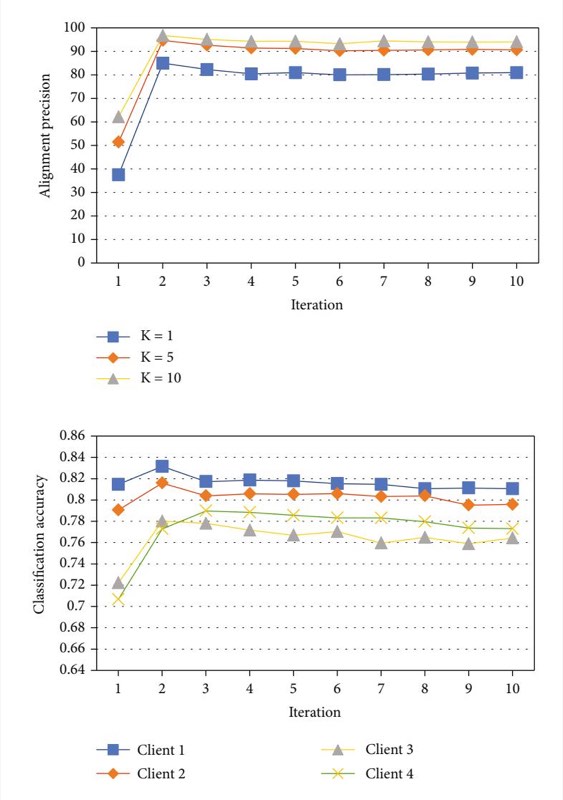 100
90
80
70
60
50
40
30
20
10
0
Alignment precision
1 2 3 4 5 6 7 8 9 10
Iteration
K = 1
K = 5
K = 10
0.86
0.84
0.82
0.8
0.78
0.76
0.74
0.72
0.7
0.68
0.66
0.64
Classification accuracy
1 2 3 4 5 6 7 8 9 10
Iteration
Client 1 Client 3
Client 2 Client 4